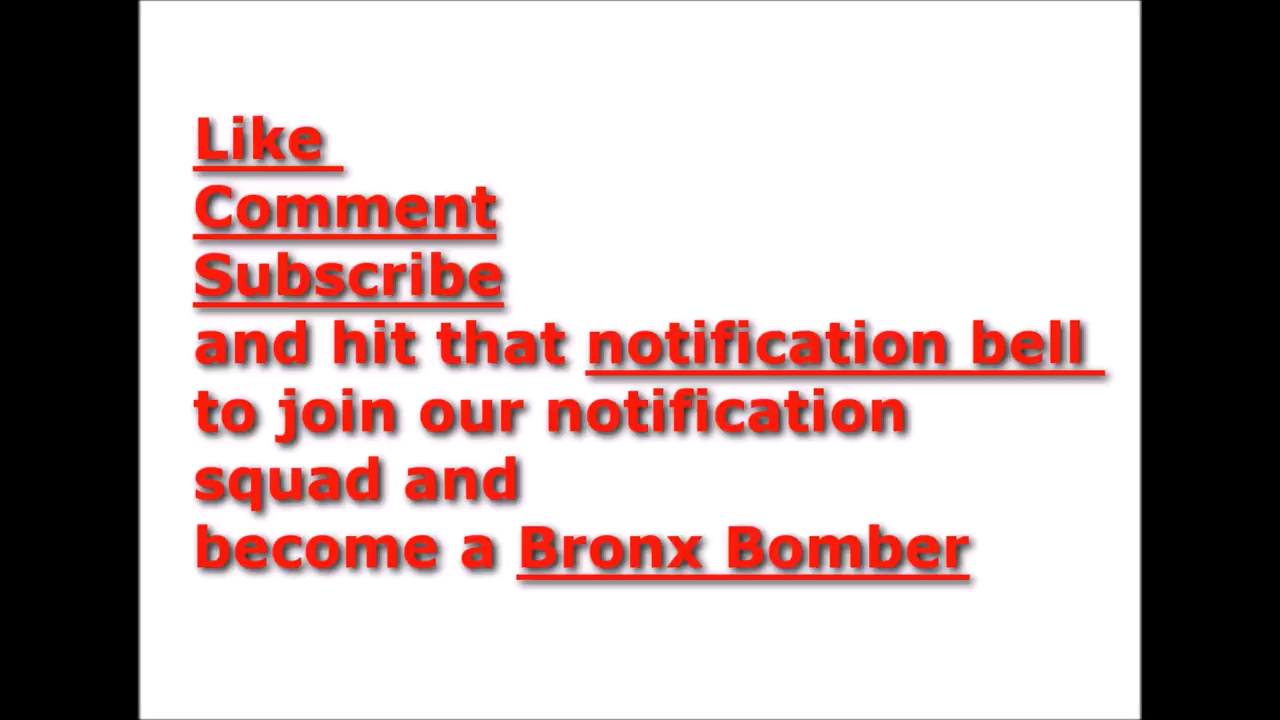 Like
Comment
Subscribe
and hit that notification bell
to join our notification
squad and
become a Bronx Bomber